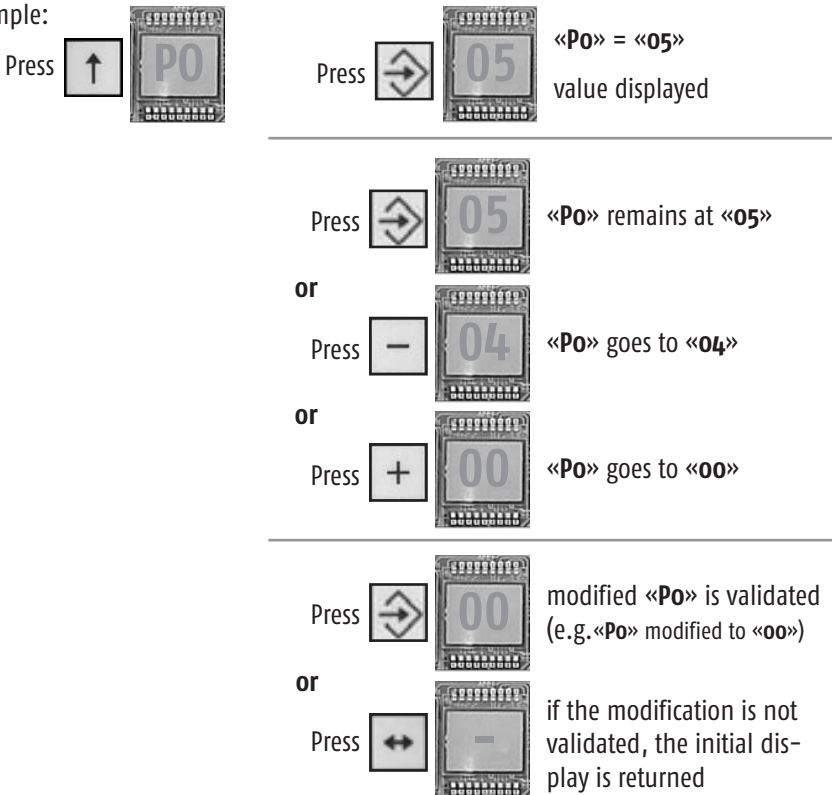 mple:
Press ↑ P0
Press 05 «Po» = «05»
value displayed
Press 05 «Po» remains at «05»
or
Press − 04 «Po» goes to «04»
or
Press + 00 «Po» goes to «00»
Press 00 modified «Po» is validated
(e.g.«Po» modified to «00»)
or
Press ↔ - if the modification is not
validated, the initial dis-
play is returned